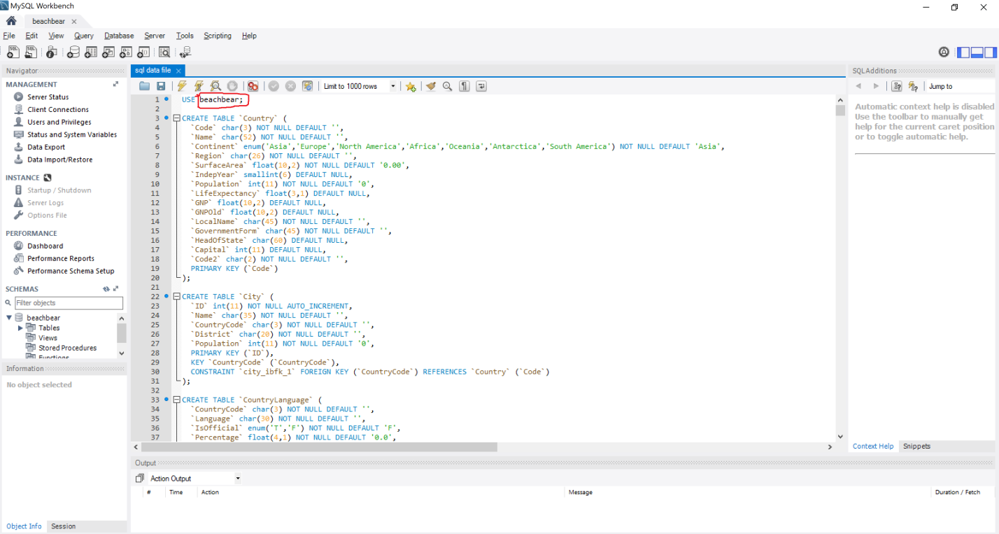 MySQL Workbench
beachbear
File Edit View Query Database Server Tools Scripting Help
Navigator
MANAGEMENT
Server Status
Client Connections
Users and Privileges
Status and System Variables
Data Export
Data Import/Restore
INSTANCE
Startup / Shutdown
Server Logs
Options File
PERFORMANCE
Dashboard
Performance Reports
Performance Schema Setup
SCHEMAS
Filter objects
beachbear
Tables
Views
Stored Procedures
Functions
Information
No object selected
Object Info Session
sql data file
Limit to 1000 rows
1 USE beachbear;
2
3 CREATE TABLE `Country` (
4 `Code` char(3) NOT NULL DEFAULT '',
5 `Name` char(52) NOT NULL DEFAULT '',
6 `Continent` enum('Asia','Europe','North America','Africa','Oceania','Antarctica','South America') NOT NULL DEFAULT 'Asia',
7 `Region` char(26) NOT NULL DEFAULT '',
8 `SurfaceArea` float(10,2) NOT NULL DEFAULT '0.00',
9 `IndepYear` smallint(6) DEFAULT NULL,
10 `Population` int(11) NOT NULL DEFAULT '0',
11 `LifeExpectancy` float(3,1) DEFAULT NULL,
12 `GNP` float(10,2) DEFAULT NULL,
13 `GNPOld` float(10,2) DEFAULT NULL,
14 `LocalName` char(45) NOT NULL DEFAULT '',
15 `GovernmentForm` char(45) NOT NULL DEFAULT '',
16 `HeadOfState` char(60) DEFAULT NULL,
17 `Capital` int(11) DEFAULT NULL,
18 `Code2` char(2) NOT NULL DEFAULT '',
19 PRIMARY KEY (`Code`)
20 );
21
22 CREATE TABLE `City` (
23 `ID` int(11) NOT NULL AUTO_INCREMENT,
24 `Name` char(35) NOT NULL DEFAULT '',
25 `CountryCode` char(3) NOT NULL DEFAULT '',
26 `District` char(20) NOT NULL DEFAULT '',
27 `Population` int(11) NOT NULL DEFAULT '0',
28 PRIMARY KEY (`ID`),
29 KEY `CountryCode` (`CountryCode`),
30 CONSTRAINT `city_ibfk_1` FOREIGN KEY (`CountryCode`) REFERENCES `Country` (`Code`)
31 );
32
33 CREATE TABLE `CountryLanguage` (
34 `CountryCode` char(3) NOT NULL DEFAULT '',
35 `Language` char(30) NOT NULL DEFAULT '',
36 `IsOfficial` enum('T','F') NOT NULL DEFAULT 'F',
37 `Percentage` float(4,1) NOT NULL DEFAULT '0.0',
Output
Action Output
# Time Action Message Duration / Fetch
SQLAdditions
Jump to
Automatic context help is disabled
Use the toolbar to manually get
help for the current caret position
or to toggle automatic help.
Context Help Snippets